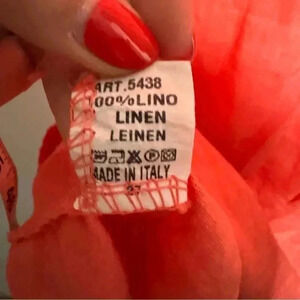 ART.5438
100%LINO
LINEN
LEINEN
MADE IN ITALY